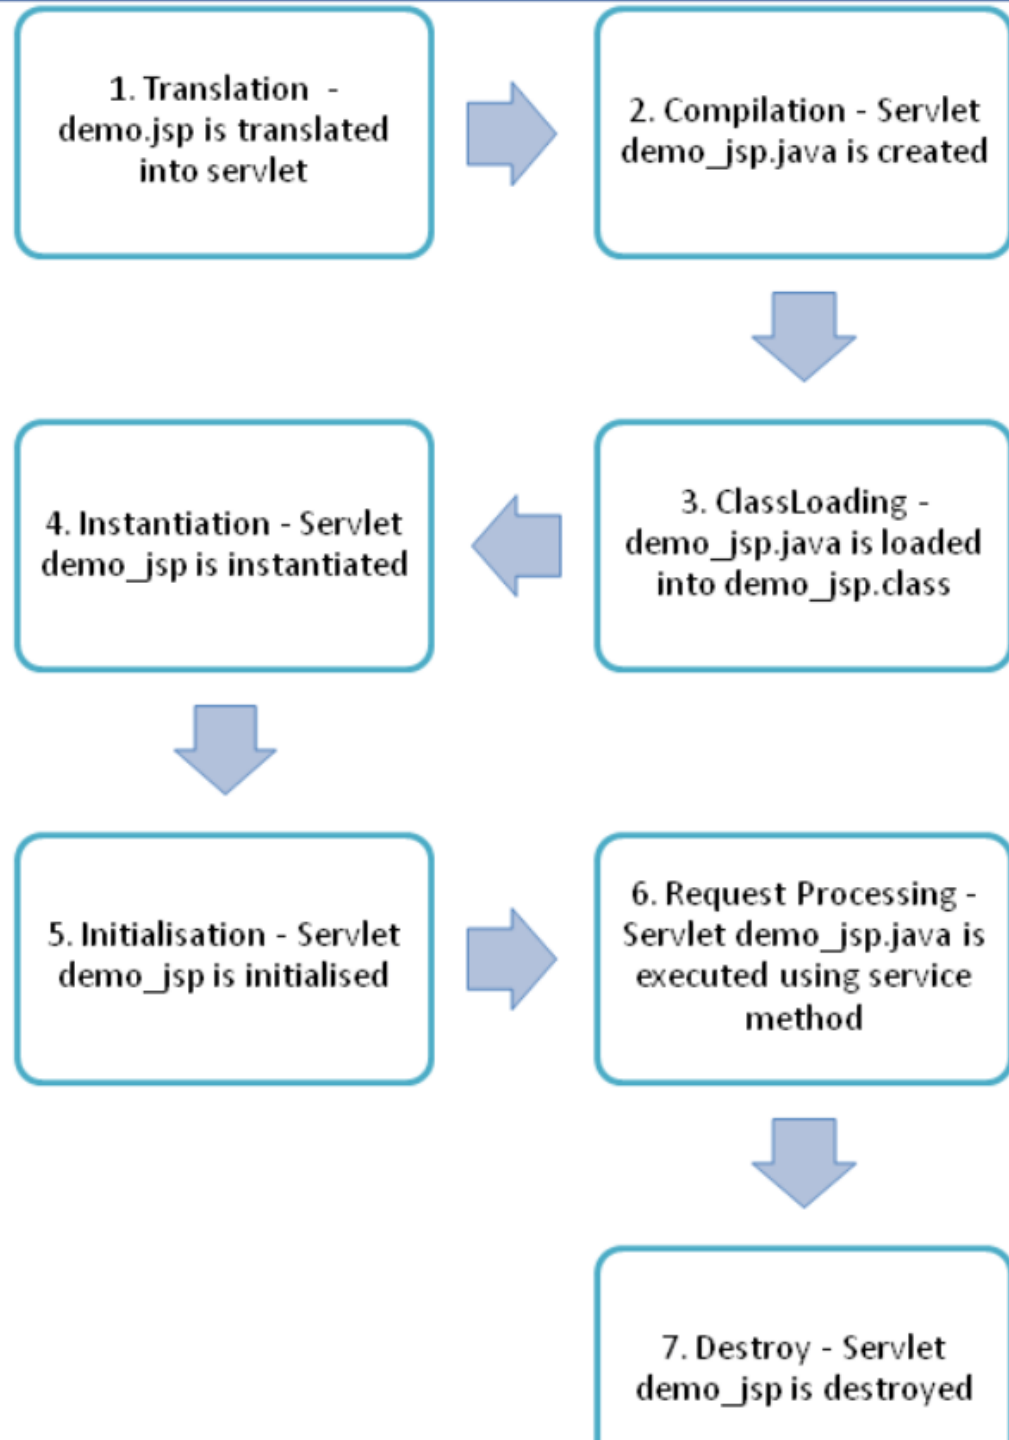 1. Translation -
demo.jsp is translated
into servlet
2. Compilation - Servlet
demo_jsp.java is created
3. ClassLoading -
demo_jsp.java is loaded
into demo_jsp.class
4. Instantiation - Servlet
demo_jsp is instantiated
5. Initialisation - Servlet
demo_jsp is initialised
6. Request Processing -
Servlet demo_jsp.java is
executed using service
method
7. Destroy - Servlet
demo_jsp is destroyed